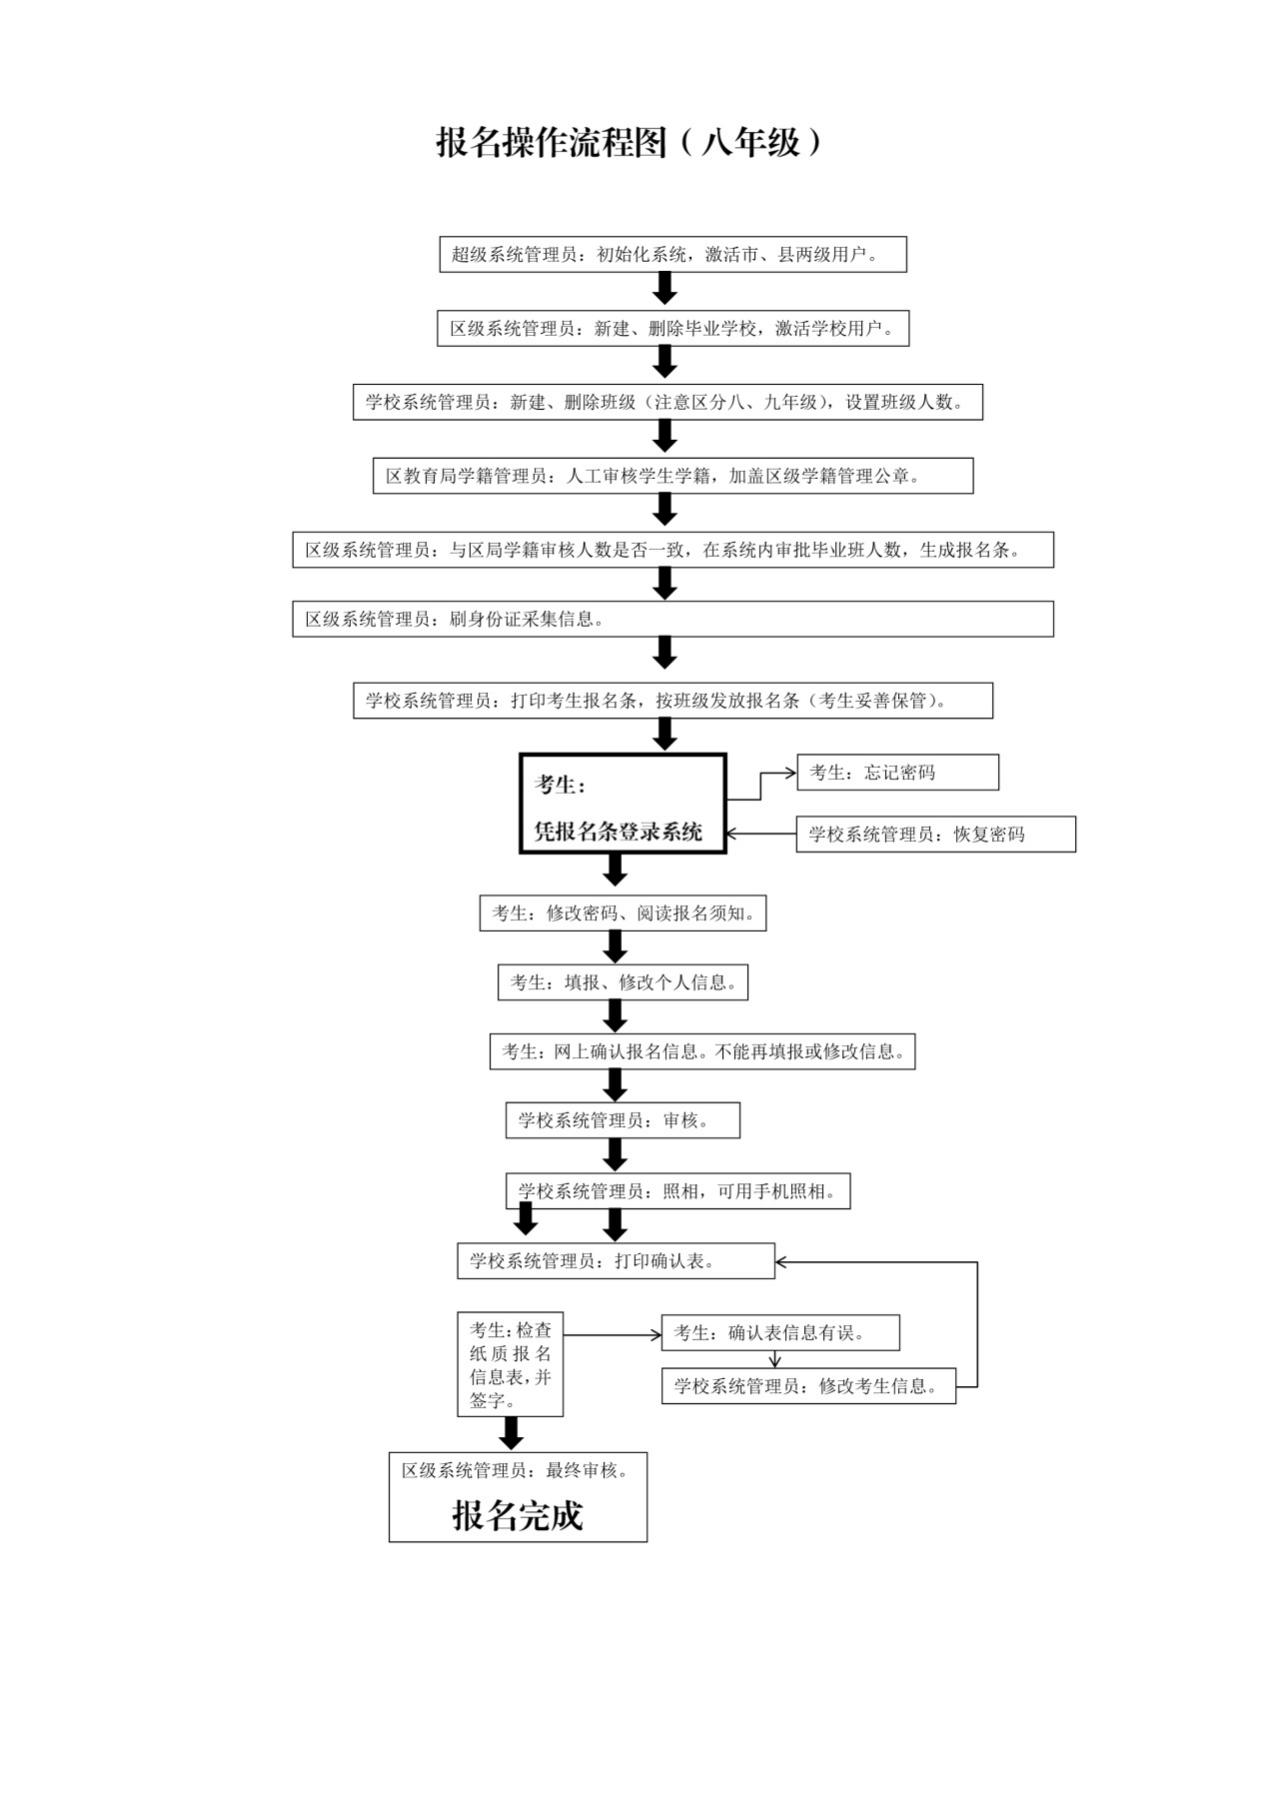 报名操作流程图（八年级）
超级系统管理员：初始化系统，激活市、县两级用户。
区级系统管理员：新建、删除毕业学校，激活学校用户。
学校系统管理员：新建、删除班级（注意区分八、九年级），设置班级人数。
区教育局学籍管理员：人工审核学生学籍，加盖区级学籍管理公章。
区级系统管理员：与区局学籍审核人数是否一致，在系统内审批毕业班人数，生成报名条。
区级系统管理员：刷身份证采集信息。
学校系统管理员：打印考生报名条，按班级发放报名条（考生妥善保管）。
考生：
凭报名条登录系统
考生：忘记密码
学校系统管理员：恢复密码
考生：修改密码、阅读报名须知。
考生：填报、修改个人信息。
考生：网上确认报名信息。不能再填报或修改信息。
学校系统管理员：审核。
学校系统管理员：照相，可用手机照相。
学校系统管理员：打印确认表。
考生：检查
纸质报名
信息表，并
签字。
考生：确认表信息有误。
学校系统管理员：修改考生信息。
区级系统管理员：最终审核。
报名完成